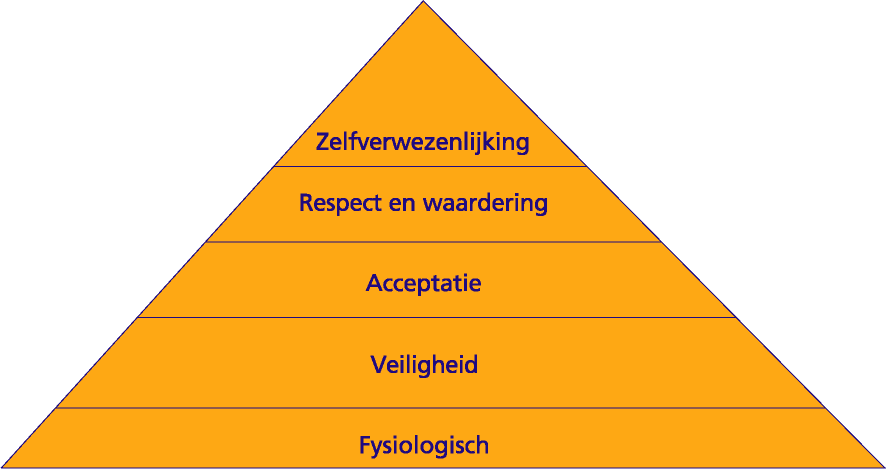 Zelfverwezenlijking
Respect en waardering
Acceptatie
Veiligheid
Fysiologisch